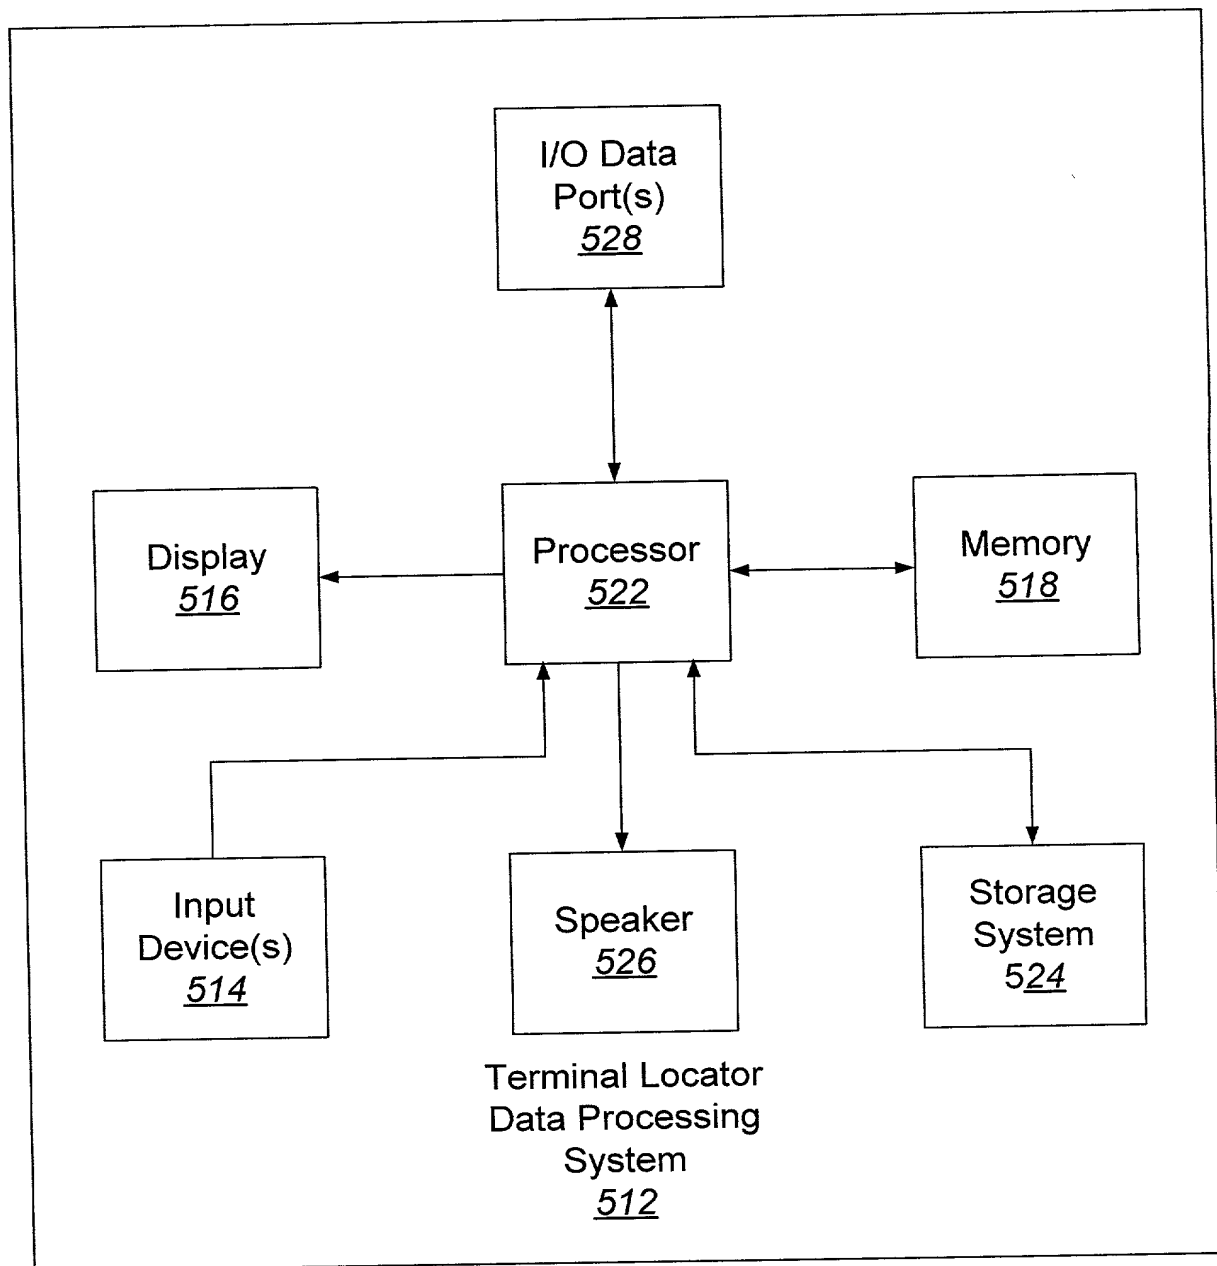 I/O Data
Port(s)
528
Display
516
Processor
522
Memory
518
Input
Device(s)
514
Speaker
526
Storage
System
524
Terminal Locator
Data Processing
System
512